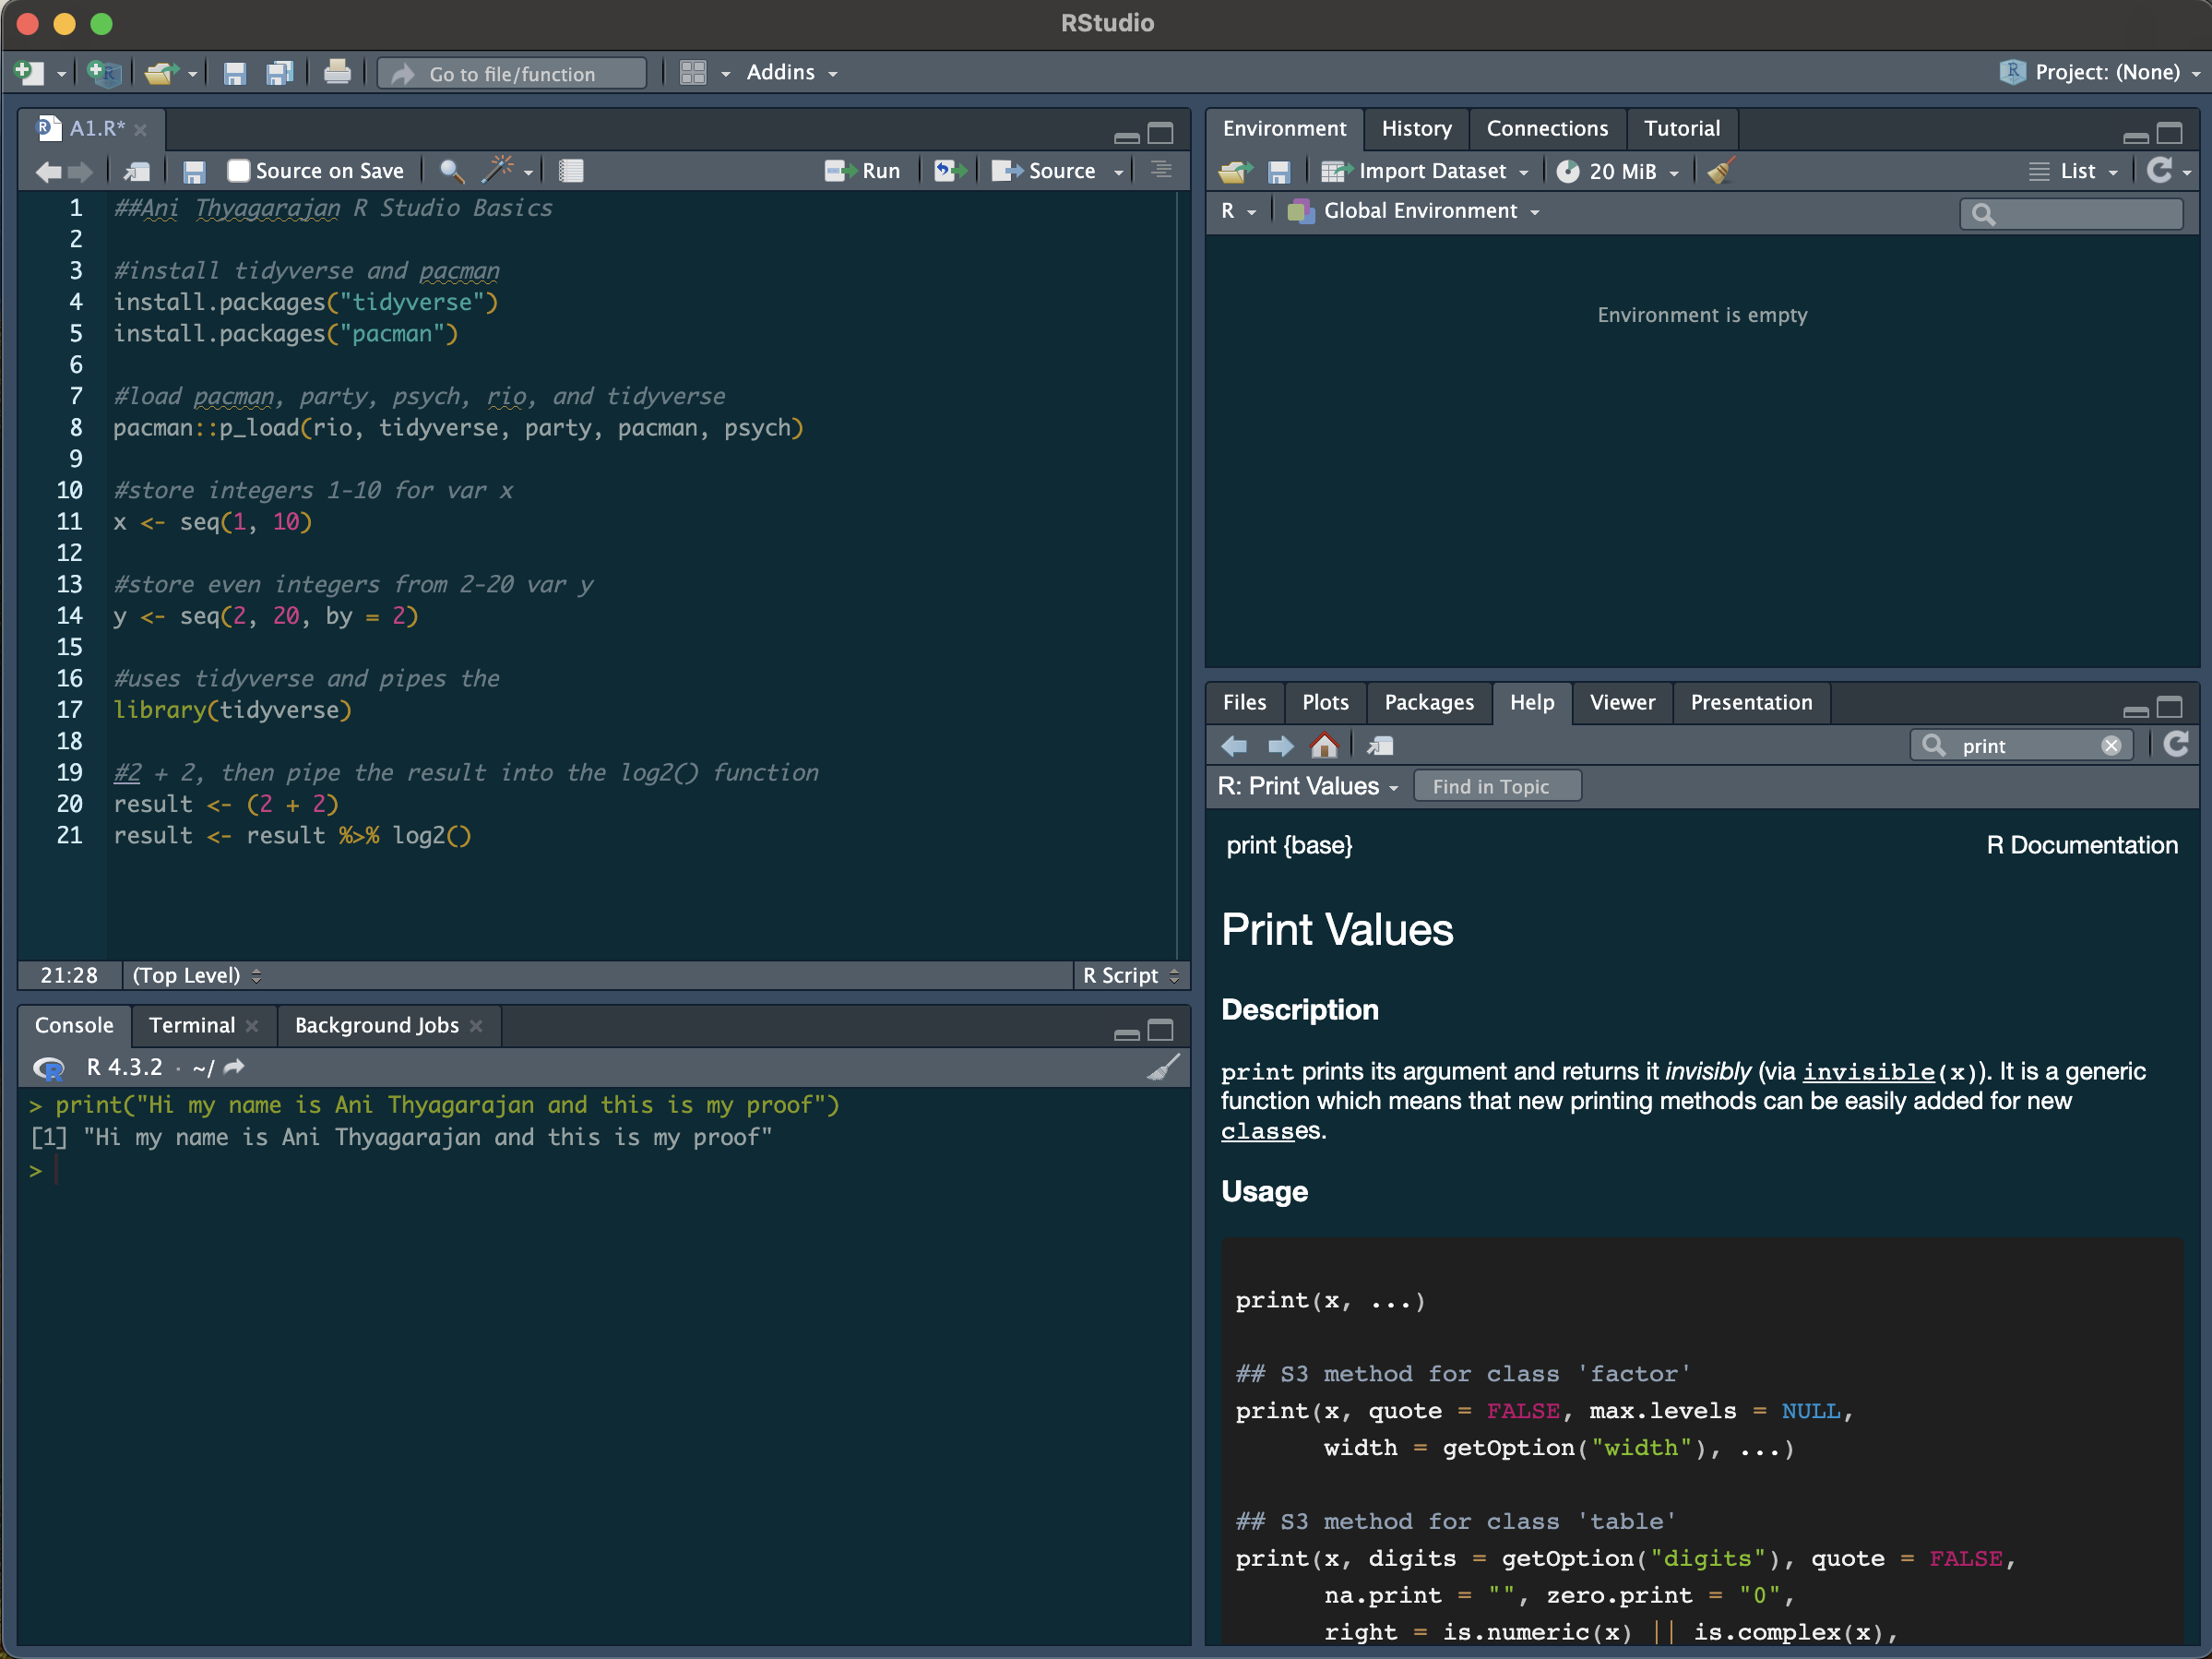 RStudio
Go to file/function
Addins
Project: (None)
A1.R*
Source on Save
Run
Source
1 ##Ani Thyagarajan R Studio Basics
2
3 #install tidyverse and pacman
4 install.packages("tidyverse")
5 install.packages("pacman")
6
7 #load pacman, party, psych, rio, and tidyverse
8 pacman::p_load(rio, tidyverse, party, pacman, psych)
9
10 #store integers 1-10 for var x
11 x <- seq(1, 10)
12
13 #store even integers from 2-20 var y
14 y <- seq(2, 20, by = 2)
15
16 #uses tidyverse and pipes the
17 library(tidyverse)
18
19 #2 + 2, then pipe the result into the log2() function
20 result <- (2 + 2)
21 result <- result %>% log2()
21:28 (Top Level) R Script
Console Terminal Background Jobs
R 4.3.2 · ~/
> print("Hi my name is Ani Thyagarajan and this is my proof")
[1] "Hi my name is Ani Thyagarajan and this is my proof"
>
Environment History Connections Tutorial
Import Dataset 20 MiB List
R Global Environment
Environment is empty
Files Plots Packages Help Viewer Presentation
print
R: Print Values Find in Topic
print {base} R Documentation
Print Values
Description
print prints its argument and returns it invisibly (via invisible(x)). It is a generic
function which means that new printing methods can be easily added for new
classes.
Usage
print(x, ...)
## S3 method for class 'factor'
print(x, quote = FALSE, max.levels = NULL,
width = getOption("width"), ...)
## S3 method for class 'table'
print(x, digits = getOption("digits"), quote = FALSE,
na.print = "", zero.print = "0",
right = is.numeric(x) || is.complex(x),